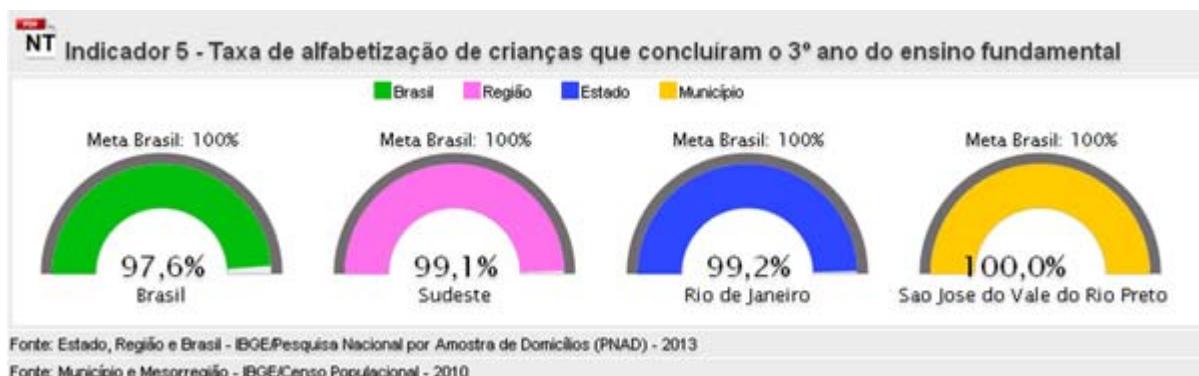 PDF
NT Indicador 5 - Taxa de alfabetização de crianças que concluíram o 3º ano do ensino fundamental
Brasil Região Estado Município
Meta Brasil: 100% Meta Brasil: 100% Meta Brasil: 100% Meta Brasil: 100%
97,6% 99,1% 99,2% 100,0%
Brasil Sudeste Rio de Janeiro Sao Jose do Vale do Rio Preto
Fonte: Estado, Região e Brasil - IBGE/Pesquisa Nacional por Amostra de Domicílios (PNAD) - 2013
Fonte: Município e Mesorregião - IBGE/Censo Populacional - 2010